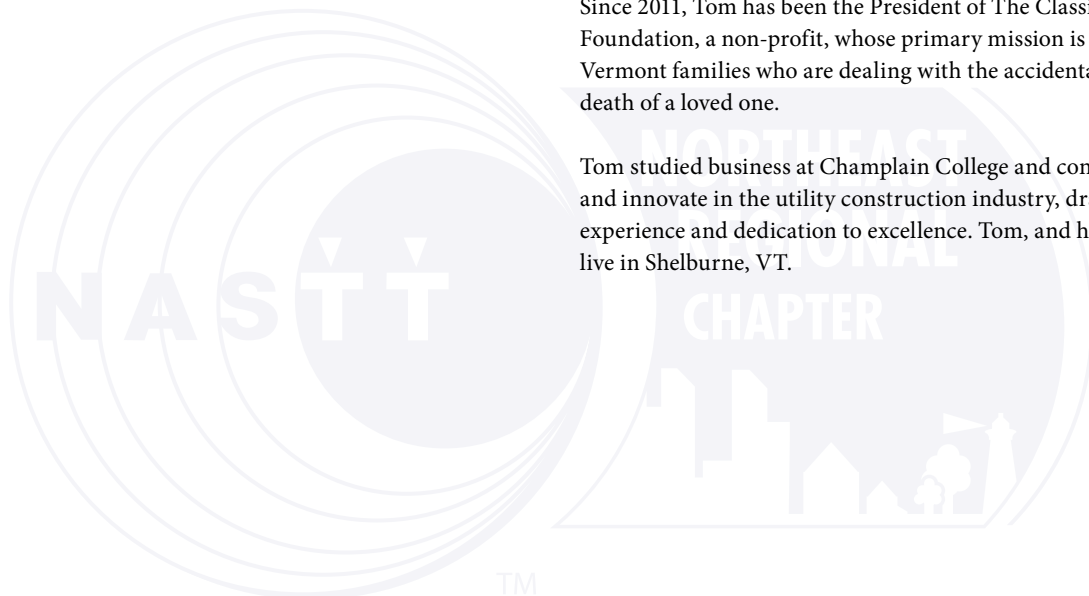 Since 2011, Tom has been the President of The Classi
Foundation, a non-profit, whose primary mission is
Vermont families who are dealing with the
death of a loved one.
Tom studied business at Champlain College and
and innovate in the utility construction industry,
experience and dedication to excellence. Tom, and
live in Shelburne, VT.
NASTT
NORTHEAST
REGIONAL
CHAPTER
TM